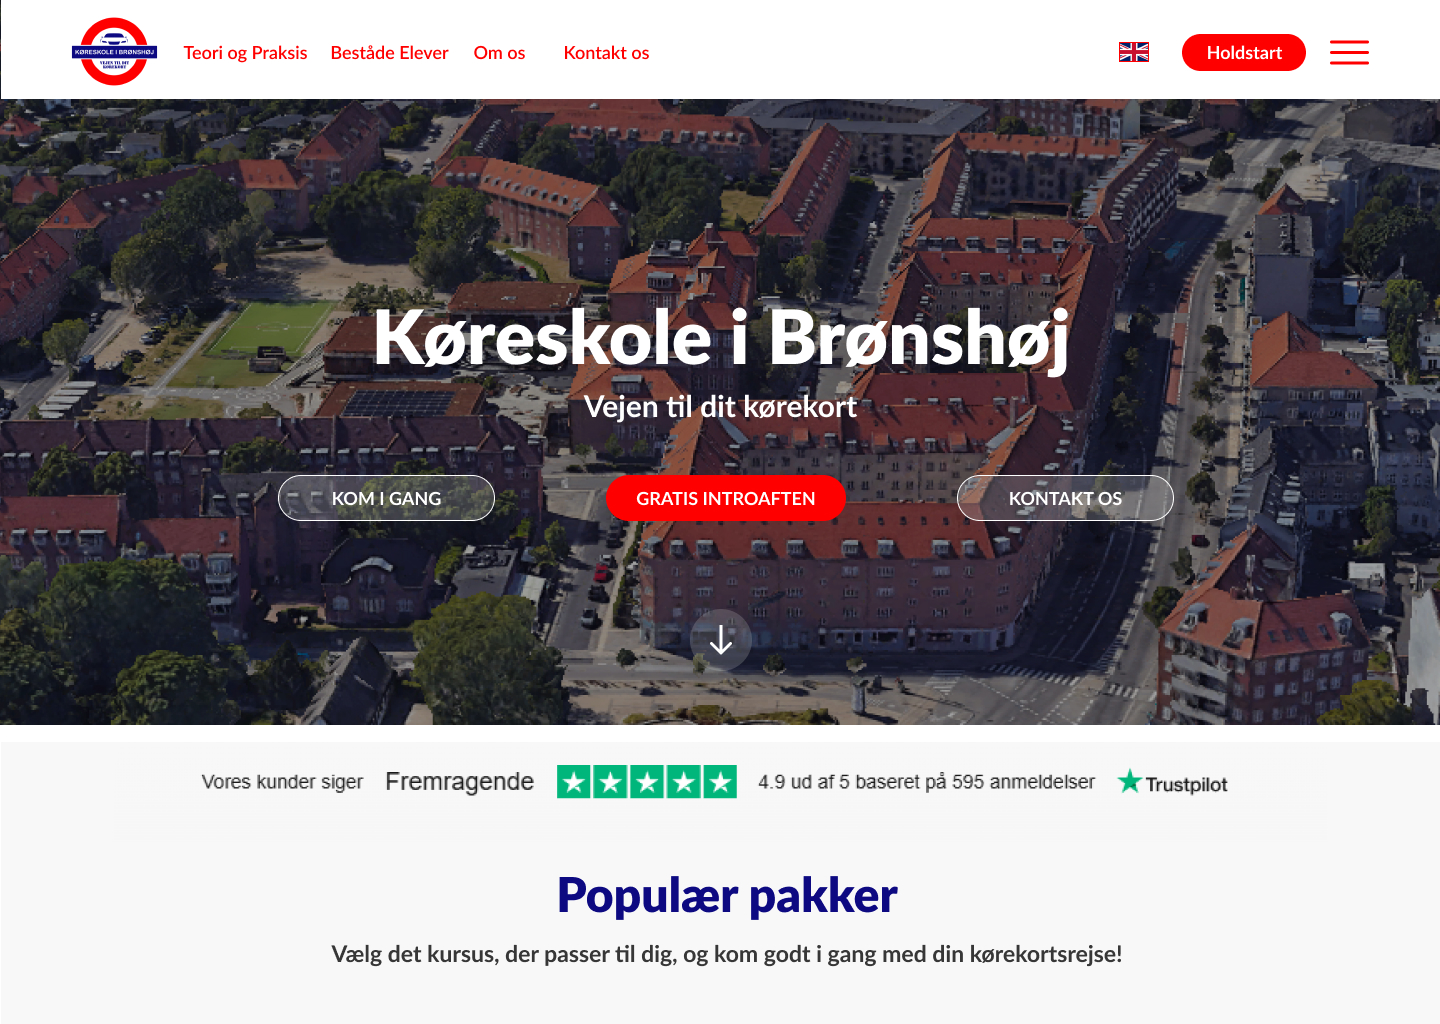 KØRESKOLE I BRØNSHØJ
VEJEN TIL DIT
KØREKORT
Teori og Praksis
Beståde Elever
Om os
Kontakt os
Holdstart
Køreskole i Brønshøj
Vejen til dit kørekort
KOM I GANG
GRATIS INTROAFTEN
KONTAKT OS
Vores kunder siger Fremragende 4.9 ud af 5 baseret på 595 anmeldelser Trustpilot
Populær pakker
Vælg det kursus, der passer til dig, og kom godt i gang med din kørekortsrejse!